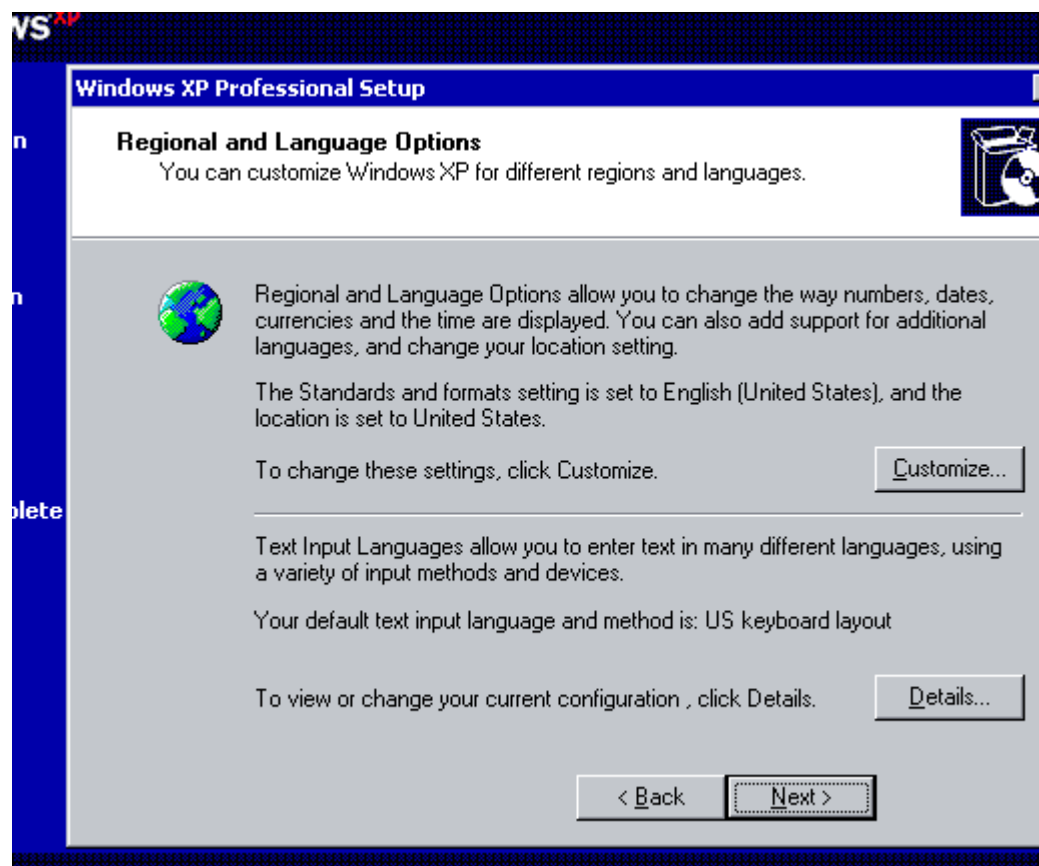 ws xp
Windows XP Professional Setup
n
Regional and Language Options
You can customize Windows XP for different regions and languages.
n
Regional and Language Options allow you to change the way numbers, dates,
currencies and the time are displayed. You can also add support for additional
languages, and change your location setting.
The Standards and formats setting is set to English (United States), and the
location is set to United States.
To change these settings, click Customize.
Customize...
plete
Text Input Languages allow you to enter text in many different languages, using
a variety of input methods and devices.
Your default text input language and method is: US keyboard layout
To view or change your current configuration , click Details.
Details...
< Back
Next >